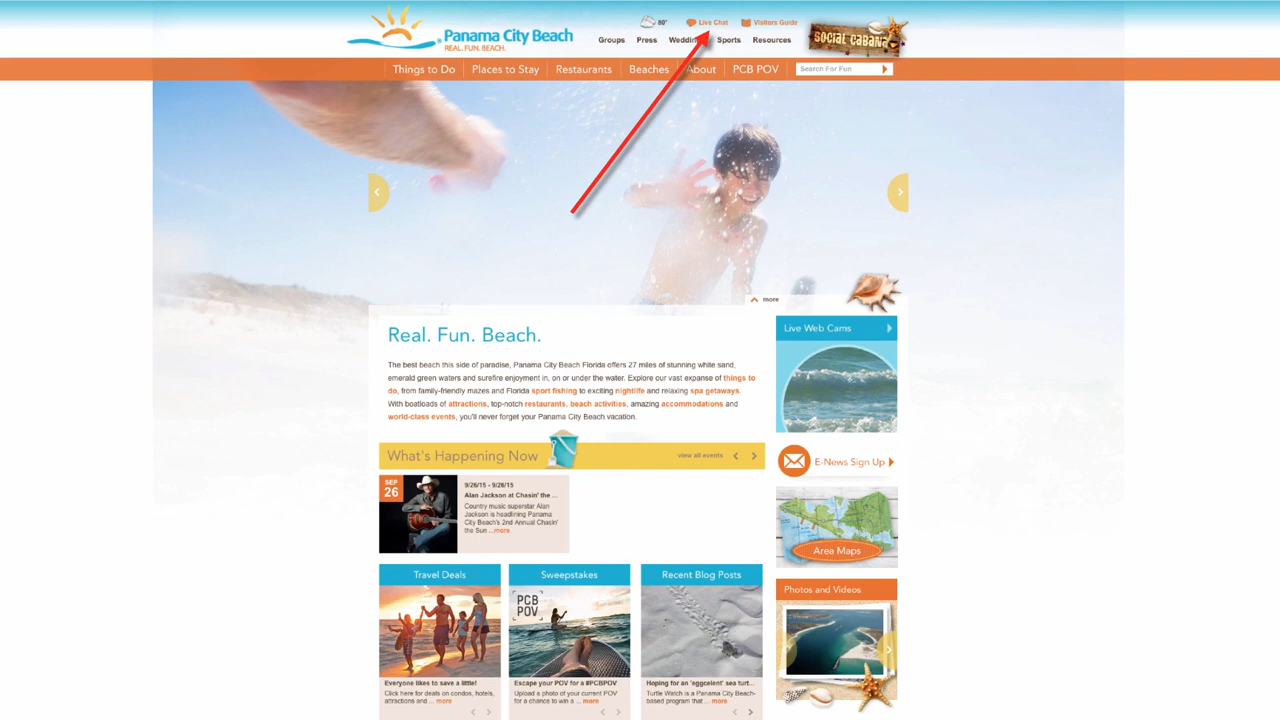 Panama City Beach
REAL. FUN. BEACH.
80°
Live Chat
Visitors Guide
Groups
Press
Sports
Resources
SOCIAL CABANA
Things to Do
Places to Stay
Restaurants
Beaches
About
PCB POV
Search For Fun
more
Real. Fun. Beach.
The best beach this side of paradise, Panama City Beach Florida offers 27 miles of stunning white sand,
emerald green waters and surefire enjoyment in, on or under the water. Explore our vast expanse of things to
do, from family-friendly mazes and Florida sport fishing to exciting nightlife and relaxing spa getaways.
With boatloads of attractions, top-notch restaurants, beach activities, amazing accommodations and
world-class events, you'll never forget your Panama City Beach vacation.
Live Web Cams
What's Happening Now
view all events
E-News Sign Up
SEP
26
9/26/15 - 9/26/15
Alan Jackson at Chasin' the ...
Country music superstar Alan
Jackson is headlining Panama
City Beach's 2nd Annual Chasin'
the Sun ...more
Area Maps
Travel Deals
Everyone likes to save a little!
Click here for deals on condos, hotels,
attractions and ... more
Sweepstakes
PCB
POV
Escape your POV for a #PCBPOV
Upload a photo of your current POV
for a chance to win a ... more
Recent Blog Posts
Hoping for an 'eggcelent' sea turt...
Turtle Watch is a Panama City Beach-
based program that ... more
Photos and Videos